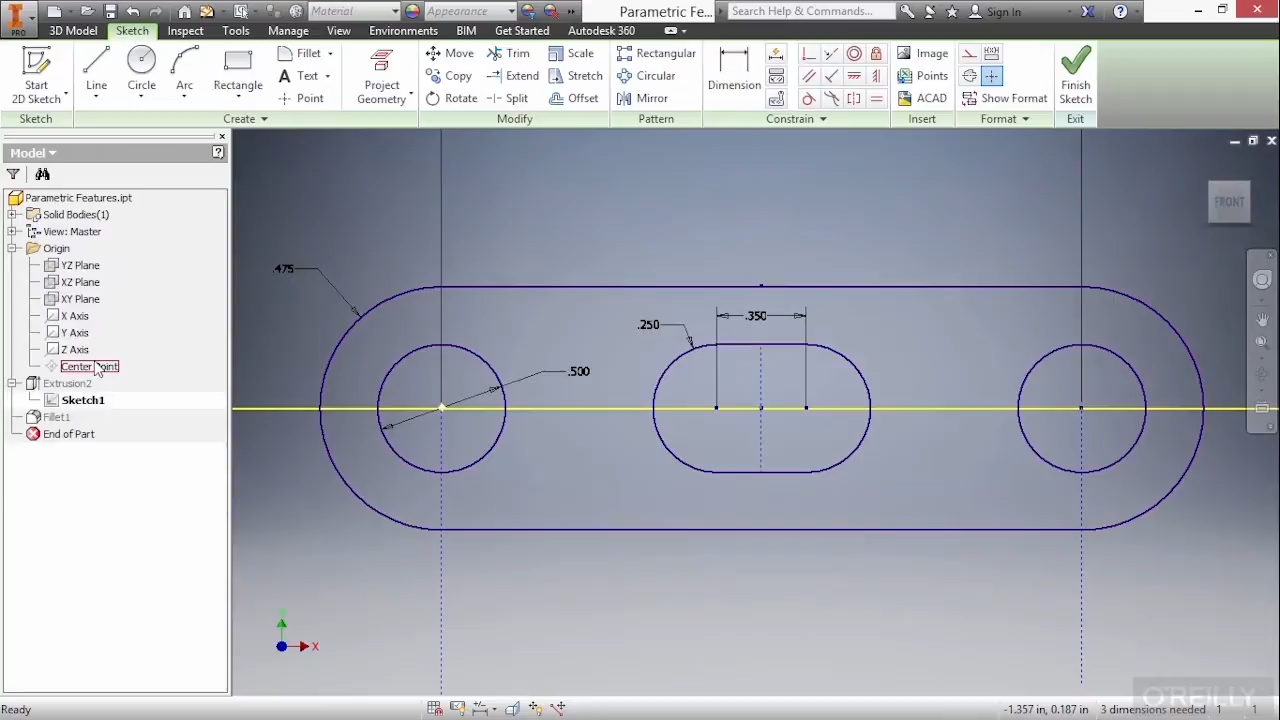 Material
Appearance
Parametric Fe...
Search Help & Commands...
Sign In
PRO
3D Model
Sketch
Inspect
Tools
Manage
View
Environments
BIM
Get Started
Autodesk 360
Start
2D Sketch
Line
Circle
Arc
Rectangle
Fillet
Text
Point
Project
Geometry
Move
Copy
Rotate
Trim
Extend
Split
Scale
Stretch
Offset
Rectangular
Circular
Mirror
Dimension
Image
Points
ACAD
Show Format
Finish
Sketch
Sketch
Create
Modify
Pattern
Constrain
Insert
Format
Exit
Model
Parametric Features.ipt
Solid Bodies(1)
View: Master
Origin
YZ Plane
XZ Plane
XY Plane
X Axis
Y Axis
Z Axis
Center Point
Extrusion2
Sketch1
Fillet1
End of Part
FRONT
.475
.250
.350
.500
X
O'REILLY
Ready
-1.357 in, 0.187 in
3 dimensions needed
1
1